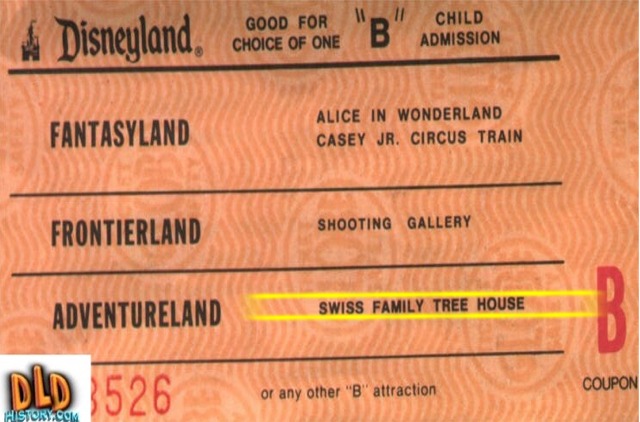 Disneyland® GOOD FOR CHOICE OF ONE "B" CHILD ADMISSION
FANTASYLAND
ALICE IN WONDERLAND
CASEY JR. CIRCUS TRAIN
FRONTIERLAND SHOOTING GALLERY
ADVENTURELAND SWISS FAMILY TREE HOUSE
B
COUPON
3526 or any other "B" attraction
DLD
HISTORY.COM